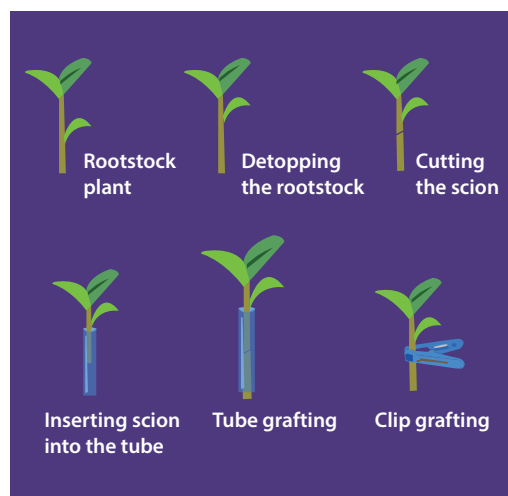 Rootstock
plant
Detopping
the rootstock
Cutting
the scion
Inserting scion
into the tube
Tube grafting
Clip grafting